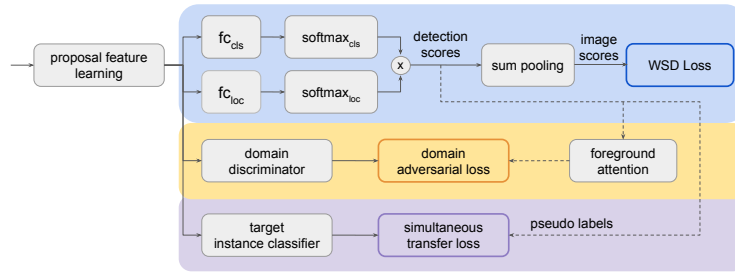 proposal feature
learning
fc_cls
softmax_cls
fc_loc
softmax_loc
x
detection
scores
sum pooling
image
scores
WSD Loss
domain
discriminator
domain
adversarial loss
foreground
attention
target
instance classifier
simultaneous
transfer loss
pseudo labels